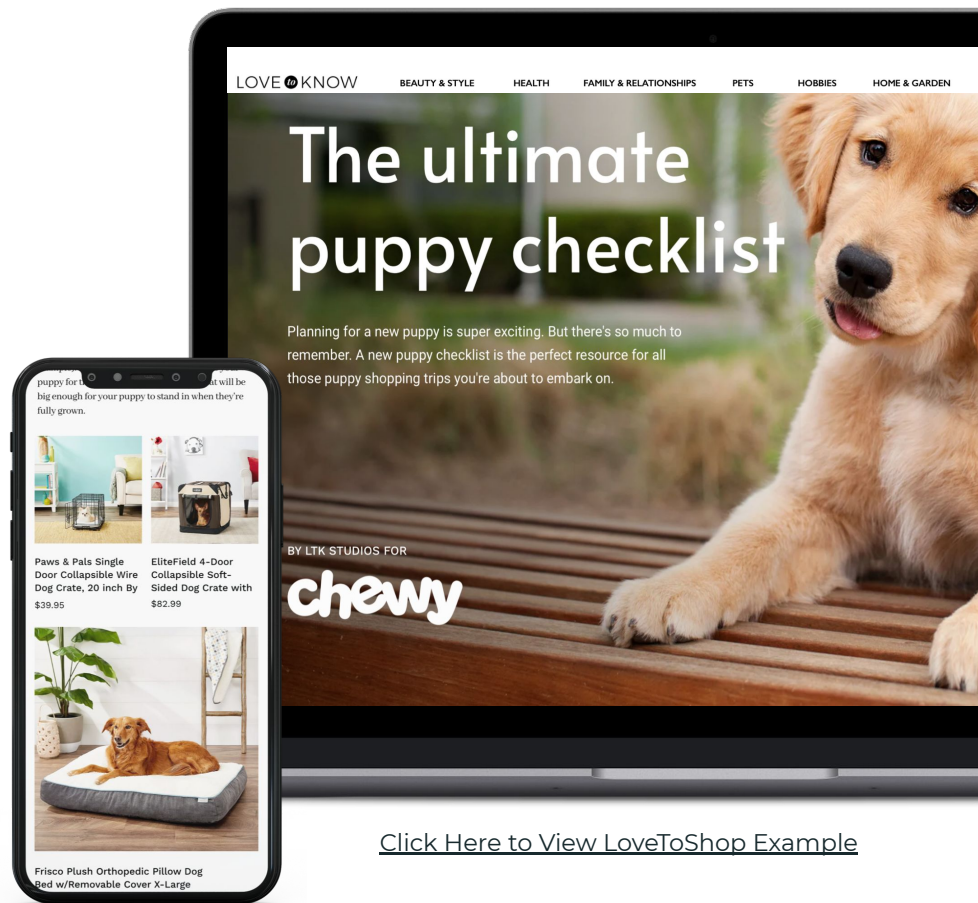 LOVE to KNOW
BEAUTY & STYLE HEALTH FAMILY & RELATIONSHIPS PETS HOBBIES HOME & GARDEN
The ultimate
puppy checklist
Planning for a new puppy is super exciting. But there's so much to
remember. A new puppy checklist is the perfect resource for all
those puppy shopping trips you're about to embark on.
BY LTK STUDIOS FOR
chewy
puppy for will be
big enough for your puppy to stand in when they're
fully grown.
Paws & Pals Single
Door Collapsible Wire
Dog Crate, 20 inch By
$39.95
EliteField 4-Door
Collapsible Soft-
Sided Dog Crate with
$82.99
Frisco Plush Orthopedic Pillow Dog
Bed w/Removable Cover X-Large
Click Here to View LoveToShop Example